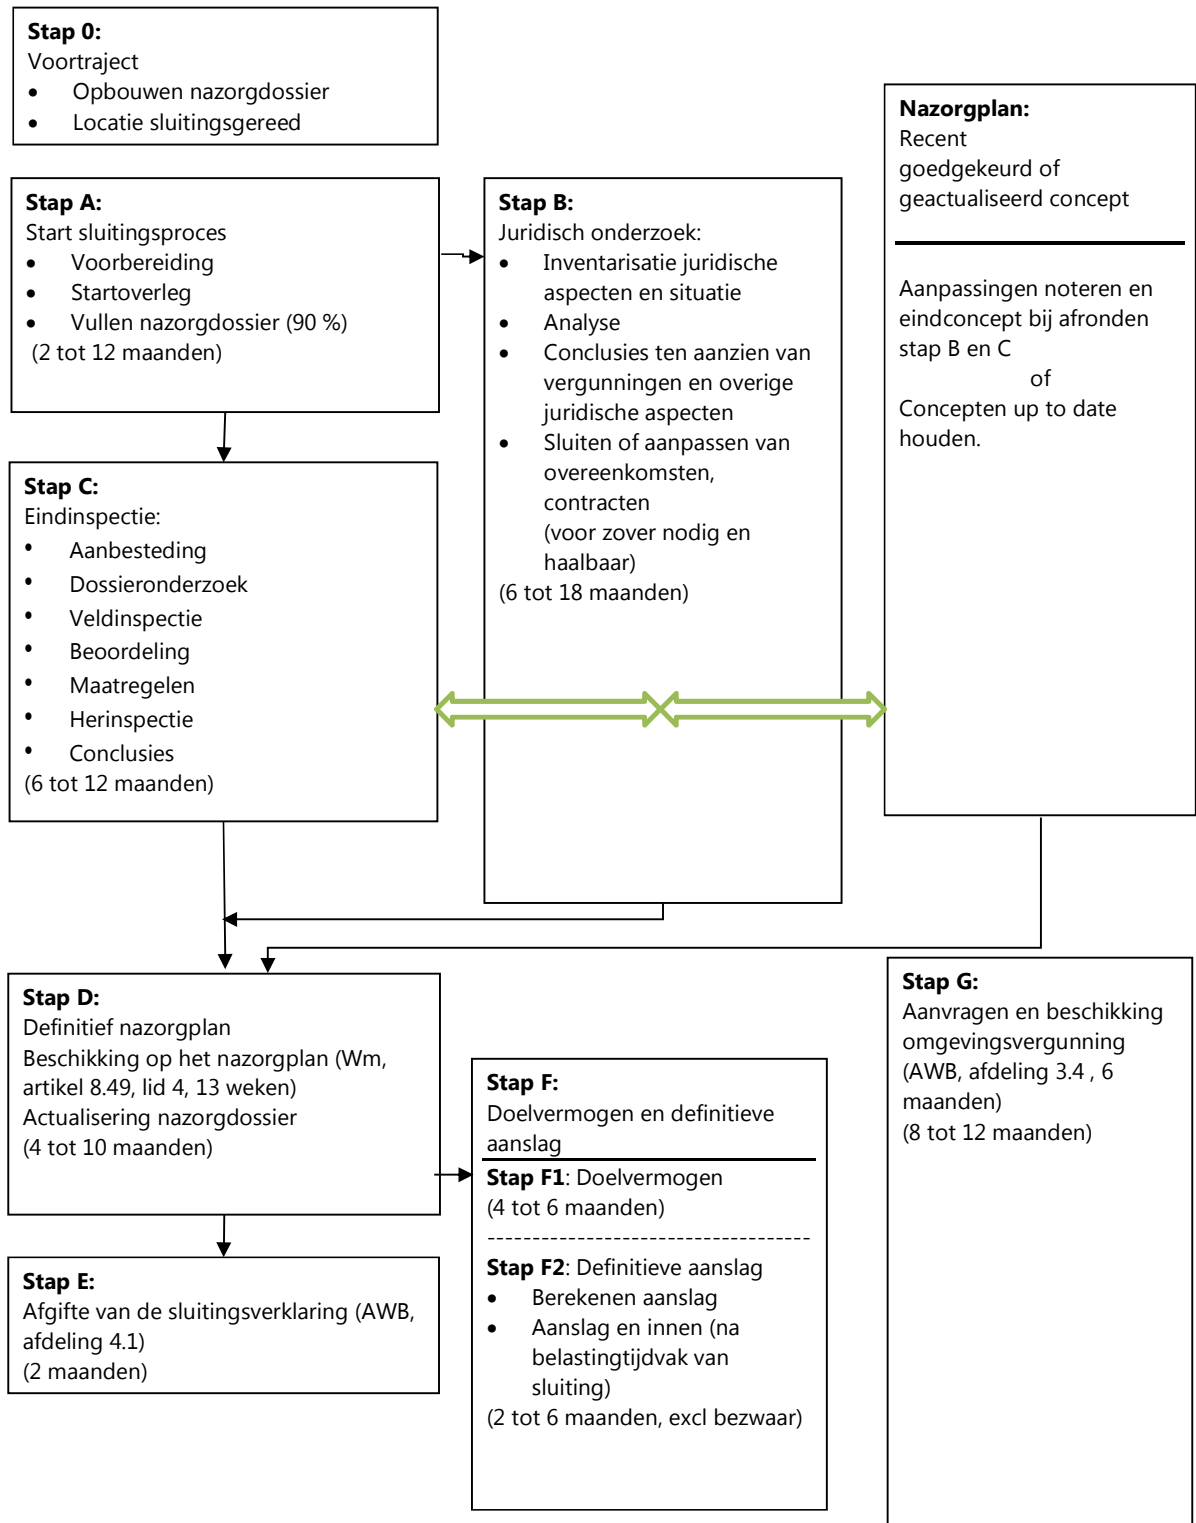 Stap 0:
Voortraject
• Opbouwen nazorgdossier
• Locatie sluitingsgereed
Stap A:
Start sluitingsproces
• Voorbereiding
• Startoverleg
• Vullen nazorgdossier (90 %)
(2 tot 12 maanden)
Stap B:
Juridisch onderzoek:
• Inventarisatie juridische
aspecten en situatie
• Analyse
• Conclusies ten aanzien van
vergunningen en overige
juridische aspecten
• Sluiten of aanpassen van
overeenkomsten,
contracten
(voor zover nodig en
haalbaar)
(6 tot 18 maanden)
Nazorgplan:
Recent
goedgekeurd of
geactualiseerd concept
Aanpassingen noteren en
eindconcept bij afronden
stap B en C
of
Concepten up to date
houden.
Stap C:
Eindinspectie:
• Aanbesteding
• Dossieronderzoek
• Veldinspectie
• Beoordeling
• Maatregelen
• Herinspectie
• Conclusies
(6 tot 12 maanden)
Stap D:
Definitief nazorgplan
Beschikking op het nazorgplan (Wm,
artikel 8.49, lid 4, 13 weken)
Actualisering nazorgdossier
(4 tot 10 maanden)
Stap E:
Afgifte van de sluitingsverklaring (AWB,
afdeling 4.1)
(2 maanden)
Stap F:
Doelvermogen en definitieve
aanslag
Stap F1: Doelvermogen
(4 tot 6 maanden)
------------------------------------
Stap F2: Definitieve aanslag
• Berekenen aanslag
• Aanslag en innen (na
belastingtijdvak van
sluiting)
(2 tot 6 maanden, excl bezwaar)
Stap G:
Aanvragen en beschikking
omgevingsvergunning
(AWB, afdeling 3.4 , 6
maanden)
(8 tot 12 maanden)